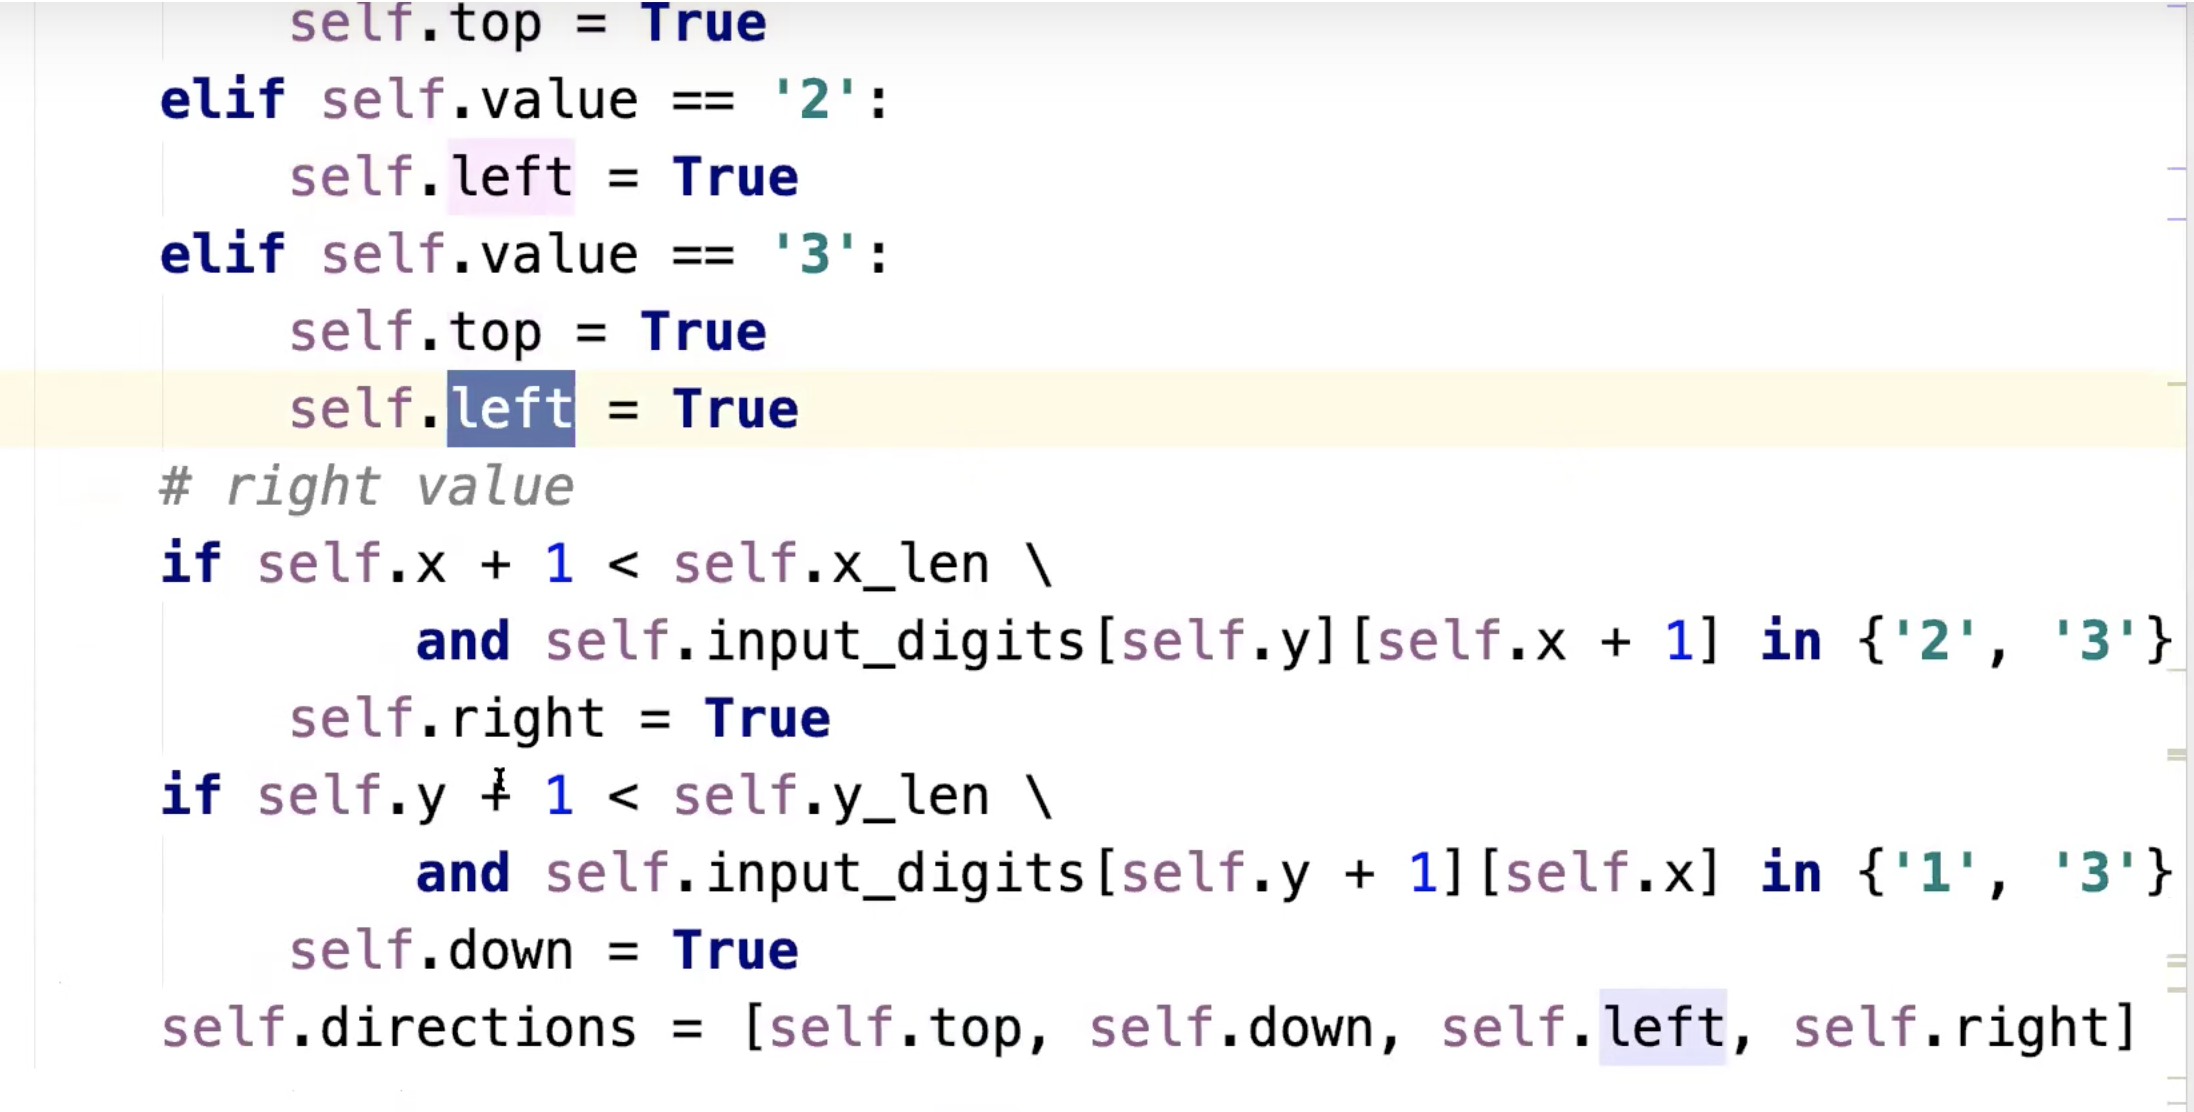 self.top = True
elif self.value == '2':
self.left = True
elif self.value == '3':
self.top = True
self.left = True
# right value
if self.x + 1 < self.x_len \
and self.input_digits[self.y][self.x + 1] in {'2', '3'}
self.right = True
if self.y + 1 < self.y_len \
and self.input_digits[self.y + 1][self.x] in {'1', '3'}
self.down = True
self.directions = [self.top, self.down, self.left, self.right]